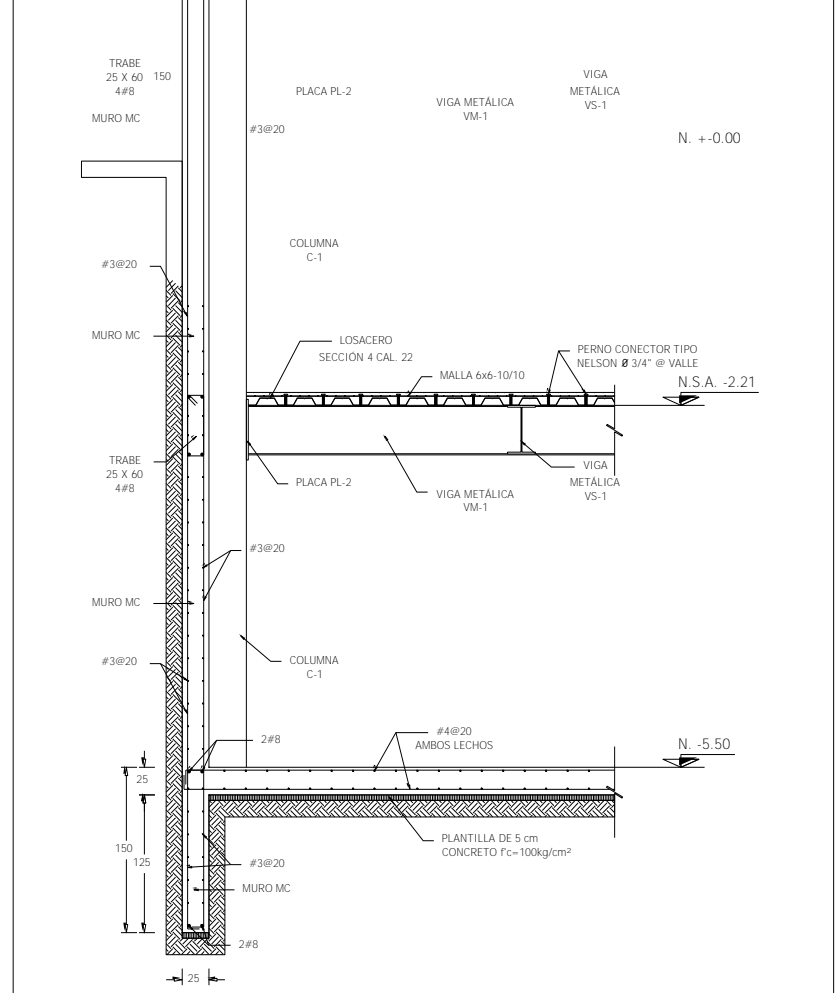 TRABE
25 X 60
4#8
150
MURO MC
PLACA PL-2
VIGA METÁLICA
VM-1
VIGA
METÁLICA
VS-1
#3@20
N. +-0.00
COLUMNA
C-1
#3@20
MURO MC
LOSACERO
SECCIÓN 4 CAL. 22
MALLA 6x6-10/10
PERNO CONECTOR TIPO
NELSON Ø 3/4" @ VALLE
N.S.A. -2.21
TRABE
25 X 60
4#8
PLACA PL-2
VIGA METÁLICA
VM-1
VIGA
METÁLICA
VS-1
#3@20
MURO MC
#3@20
COLUMNA
C-1
2#8
#4@20
AMBOS LECHOS
N. -5.50
25
150
125
PLANTILLA DE 5 cm
CONCRETO f'c=100kg/cm²
#3@20
MURO MC
2#8
25